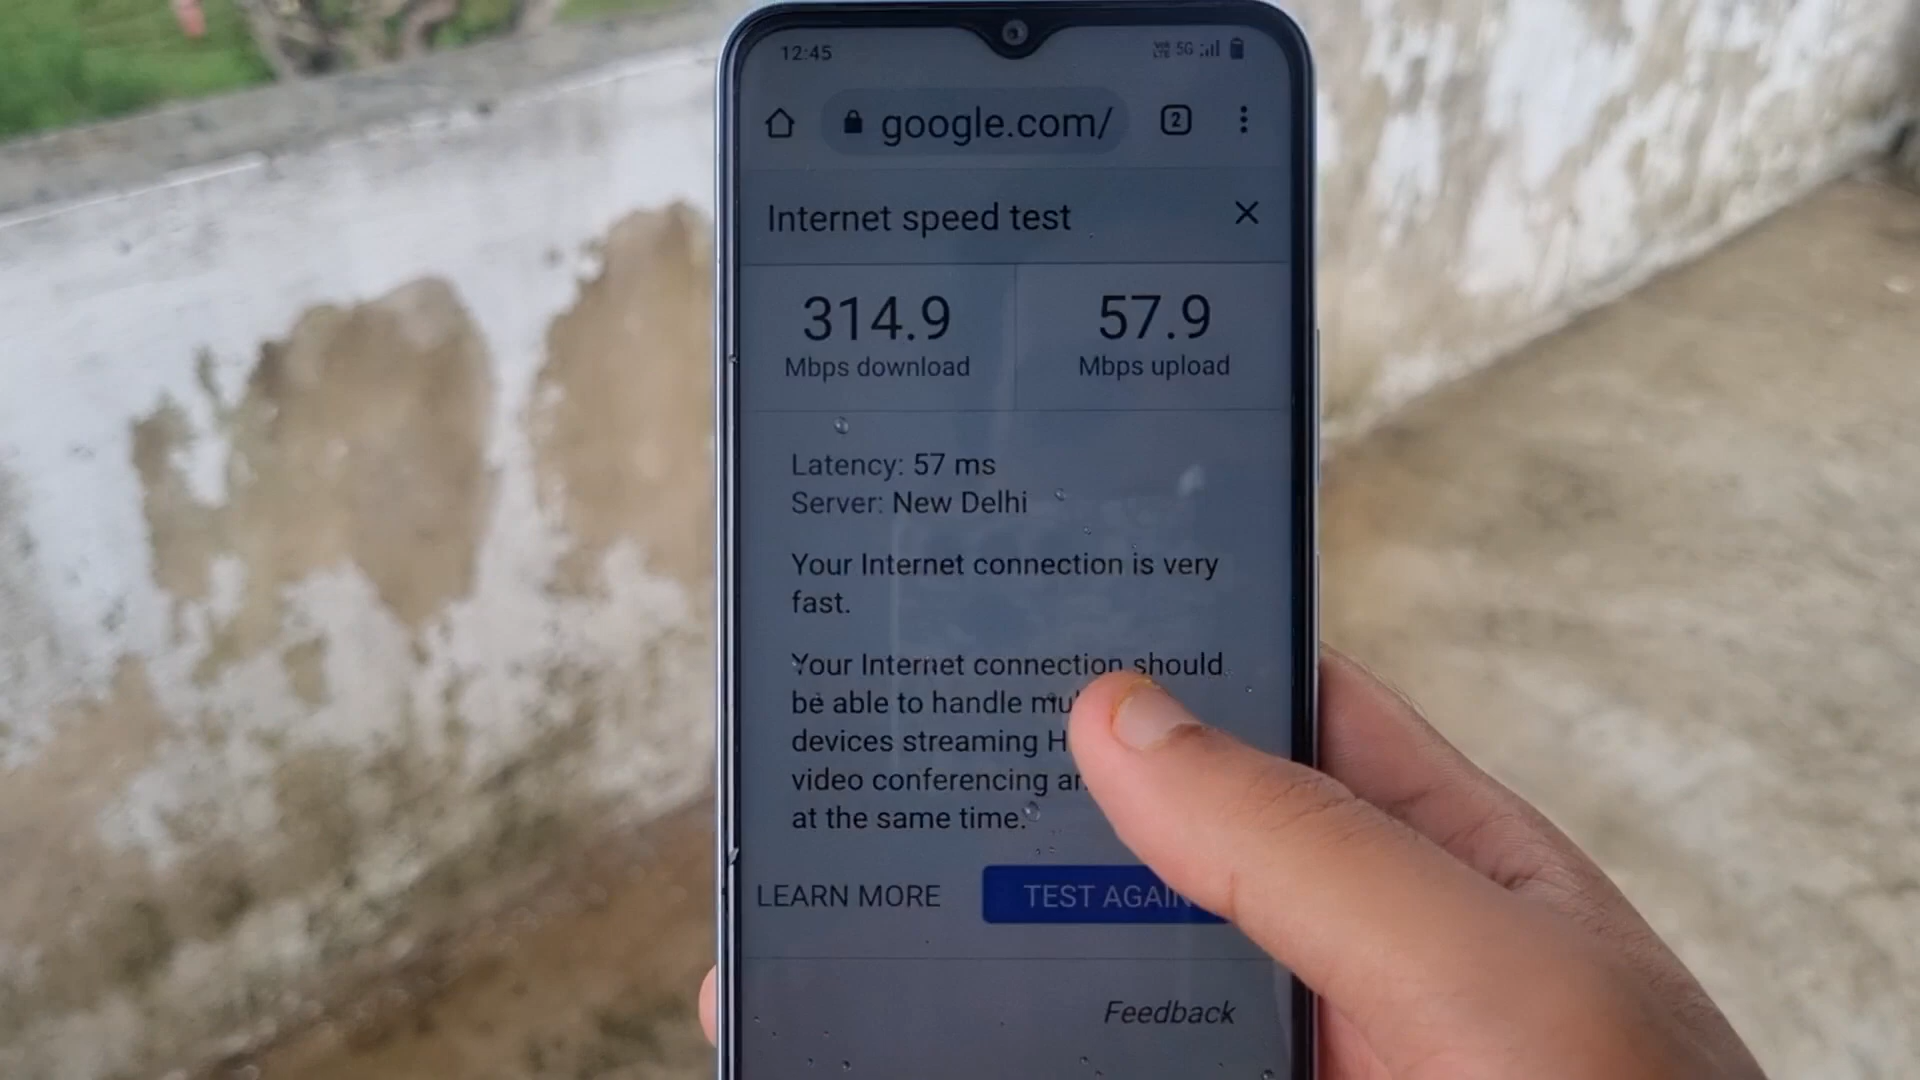 12:45 VoI LTE 5G
google.com/ 2
Internet speed test
314.9 57.9
Mbps download Mbps upload
Latency: 57 ms
Server: New Delhi
Your Internet connection is very
fast.
Your Internet connection should
be able to handle
devices streaming
video conferencing
at the same time.
LEARN MORE TEST AGAIN
Feedback